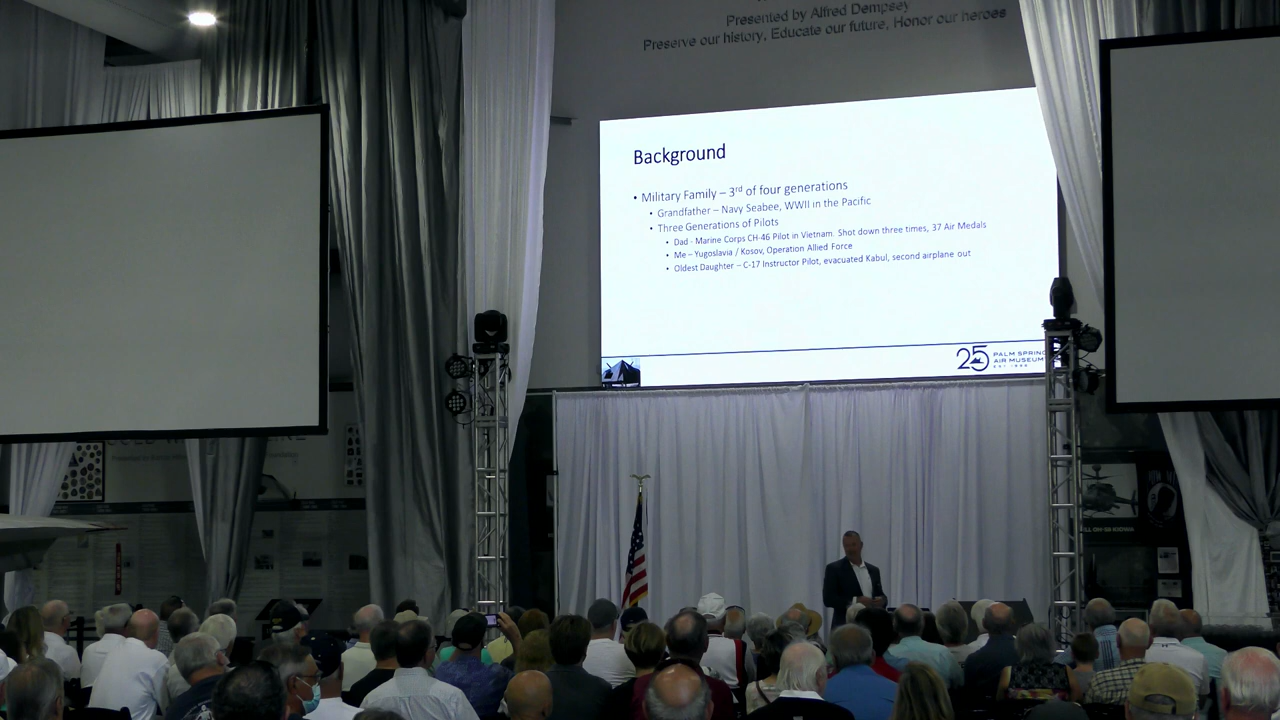 Presented by Alfred Dempsey
Preserve our history, Educate our future, Honor our heroes
Background
• Military Family – 3rd of four generations
• Grandfather – Navy Seabee, WWII in the Pacific
• Three Generations of Pilots
• Dad - Marine Corps CH-46 Pilot in Vietnam. Shot down three times, 37 Air Medals
• Me – Yugoslavia / Kosov, Operation Allied Force
• Oldest Daughter – C-17 Instructor Pilot, evacuated Kabul, second airplane out
25
PALM SPRING
AIR MUSEUM